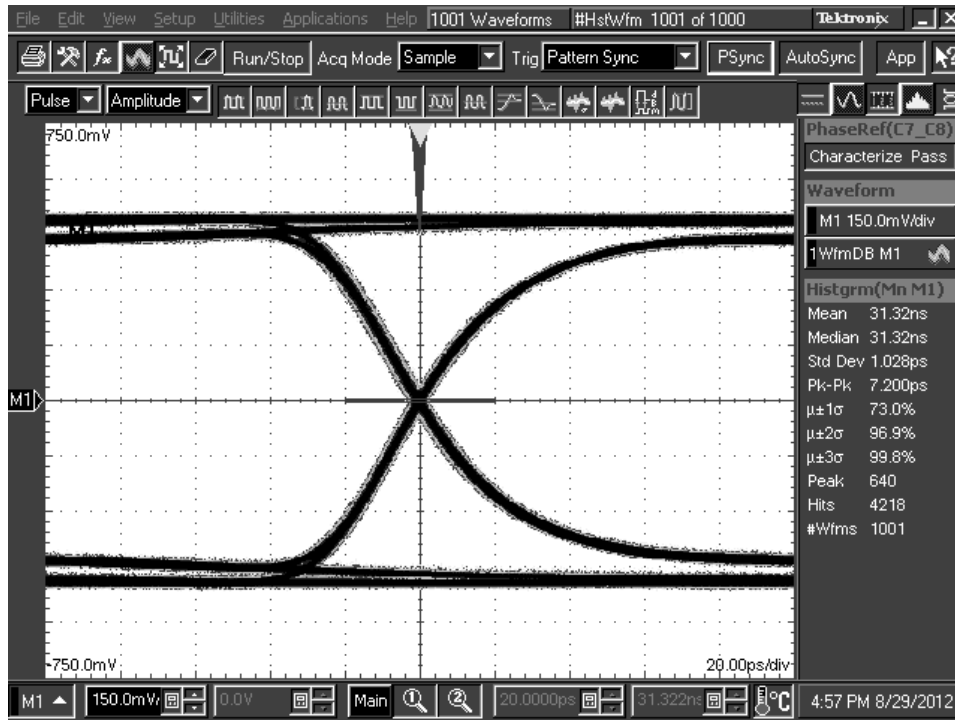 File Edit View Setup Utilities Applications Help 1001 Waveforms #HstWfm 1001 of 1000 Tektronix
Run/Stop Acq Mode Sample Trig Pattern Sync PSync AutoSync App
Pulse Amplitude
750.0mV
PhaseRef(C7_C8)
Characterize Pass
Waveform
M1 150.0mV/div
1WfmDB M1
Histgrm(Mn M1)
Mean 31.32ns
Median 31.32ns
Std Dev 1.028ps
Pk-Pk 7.200ps
µ±1σ 73.0%
µ±2σ 96.9%
µ±3σ 99.8%
Peak 640
Hits 4218
#Wfms 1001
M1
M1
-750.0mV 20.00ps/div
M1 150.0mV/ 0.0V Main 1 2 20.0000ps 31.322n °C 4:57 PM 8/29/2012